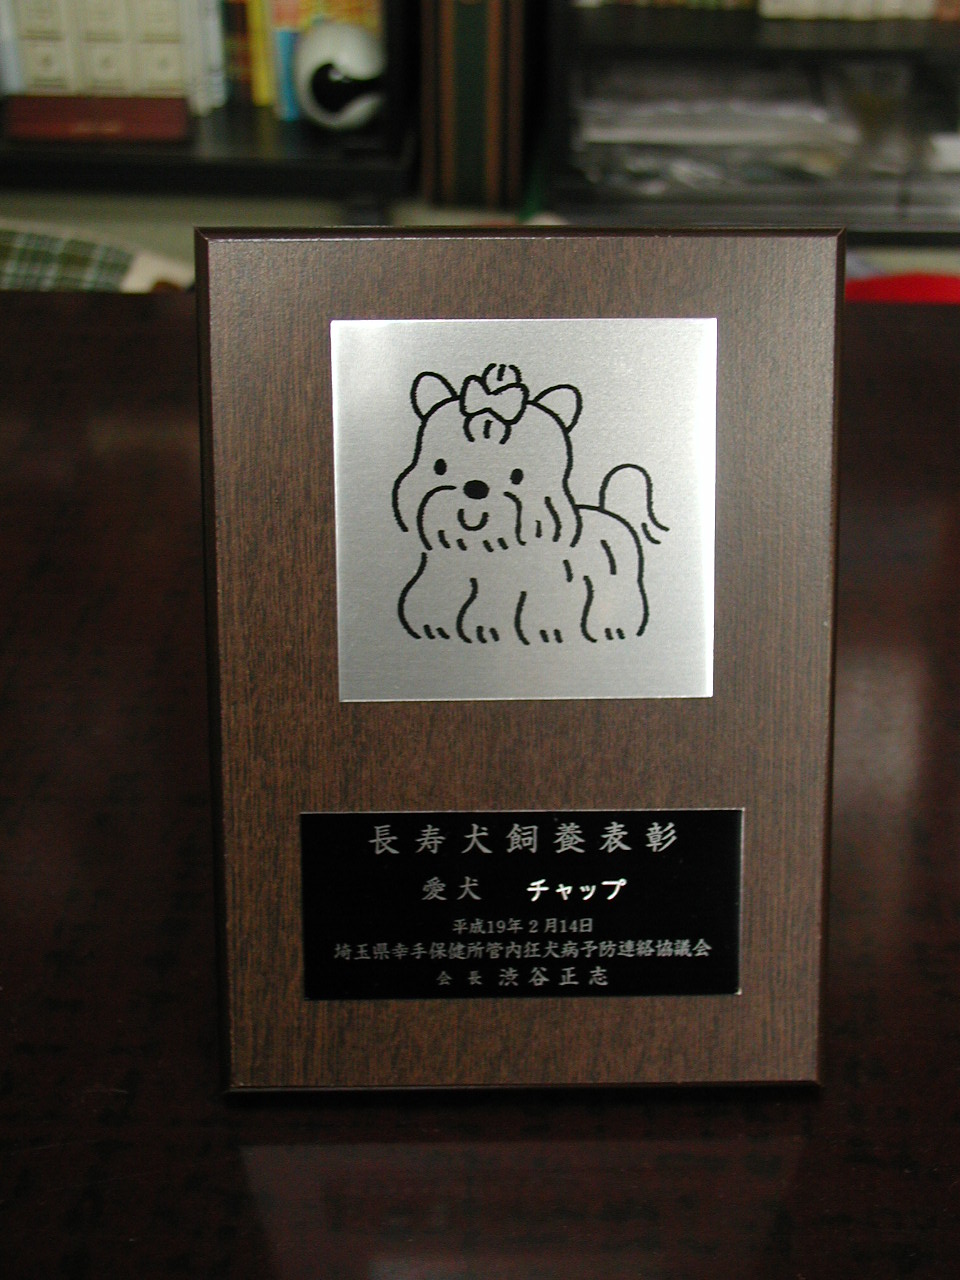 長寿犬飼養表彰
愛犬 チャップ
平成19年2月14日
埼玉県幸手保健所管内狂犬病予防連絡協議会
会長 渋谷正志